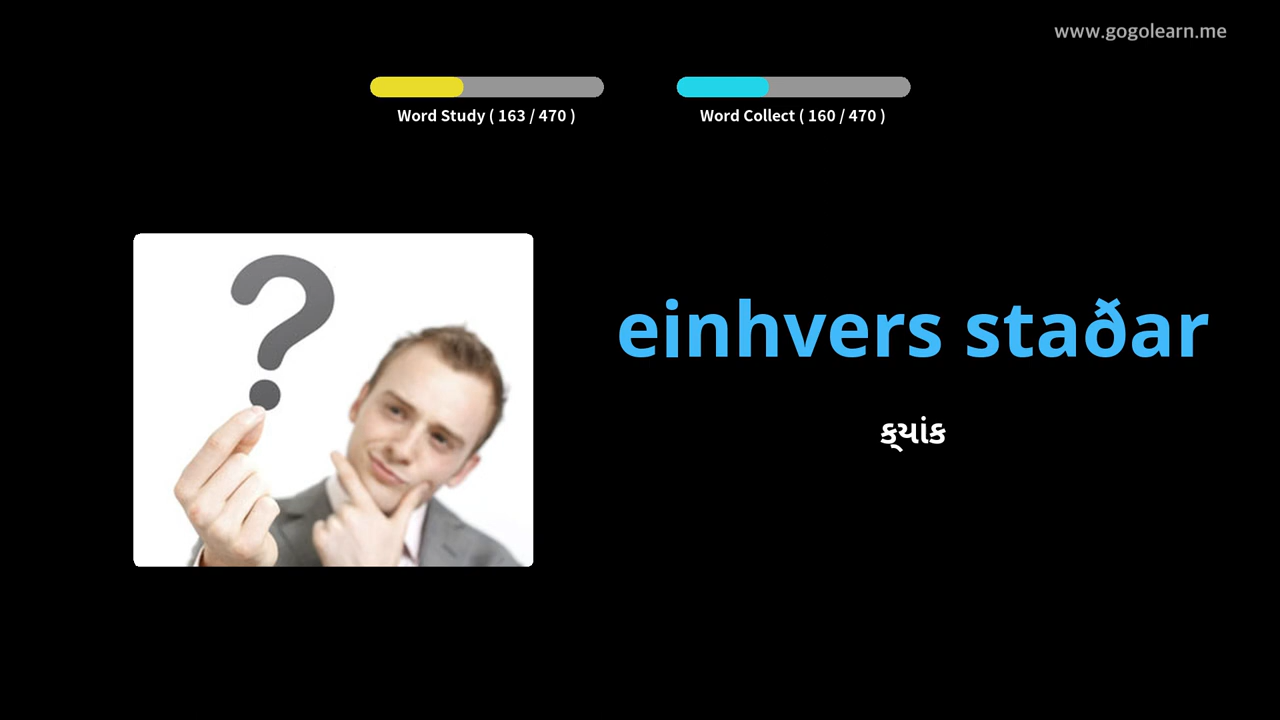 www.gogolearn.me
Word Study ( 163 / 470 )
Word Collect ( 160 / 470 )
einhvers staðar
ક્યાંક